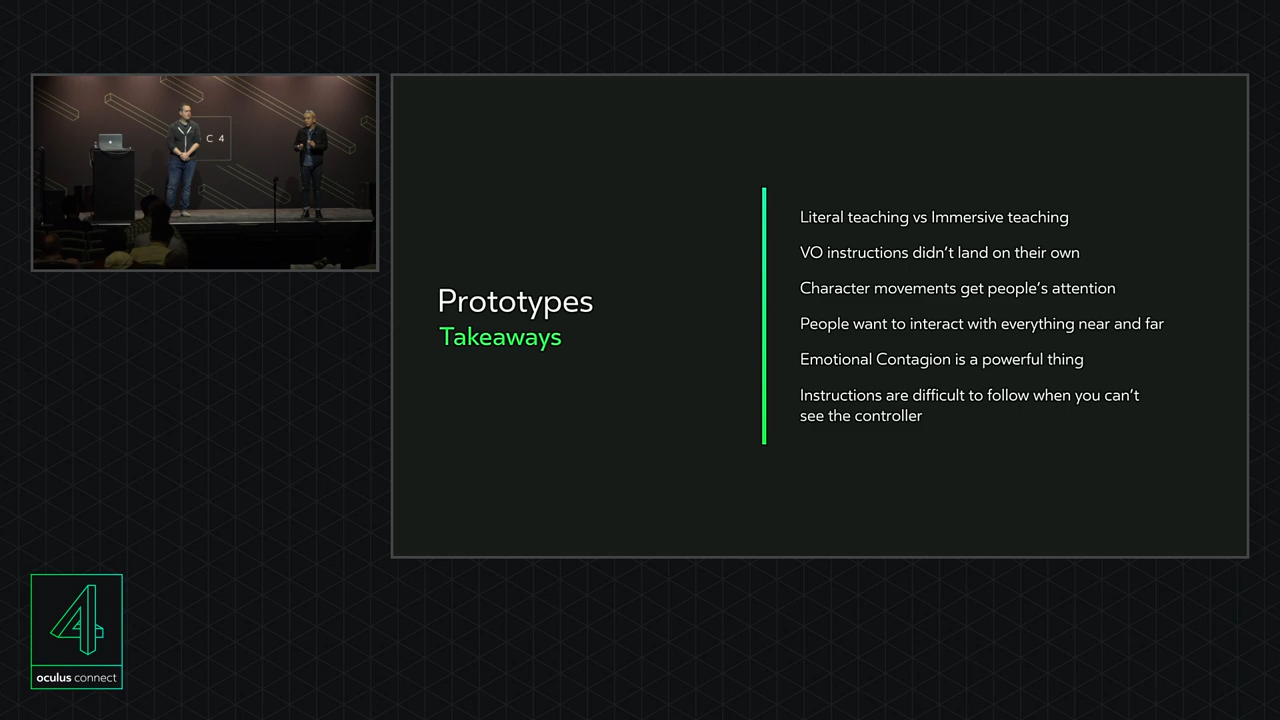 C 4
Prototypes
Takeaways
Literal teaching vs Immersive teaching
VO instructions didn't land on their own
Character movements get people's attention
People want to interact with everything near and far
Emotional Contagion is a powerful thing
Instructions are difficult to follow when you can't
see the controller
4
oculus connect